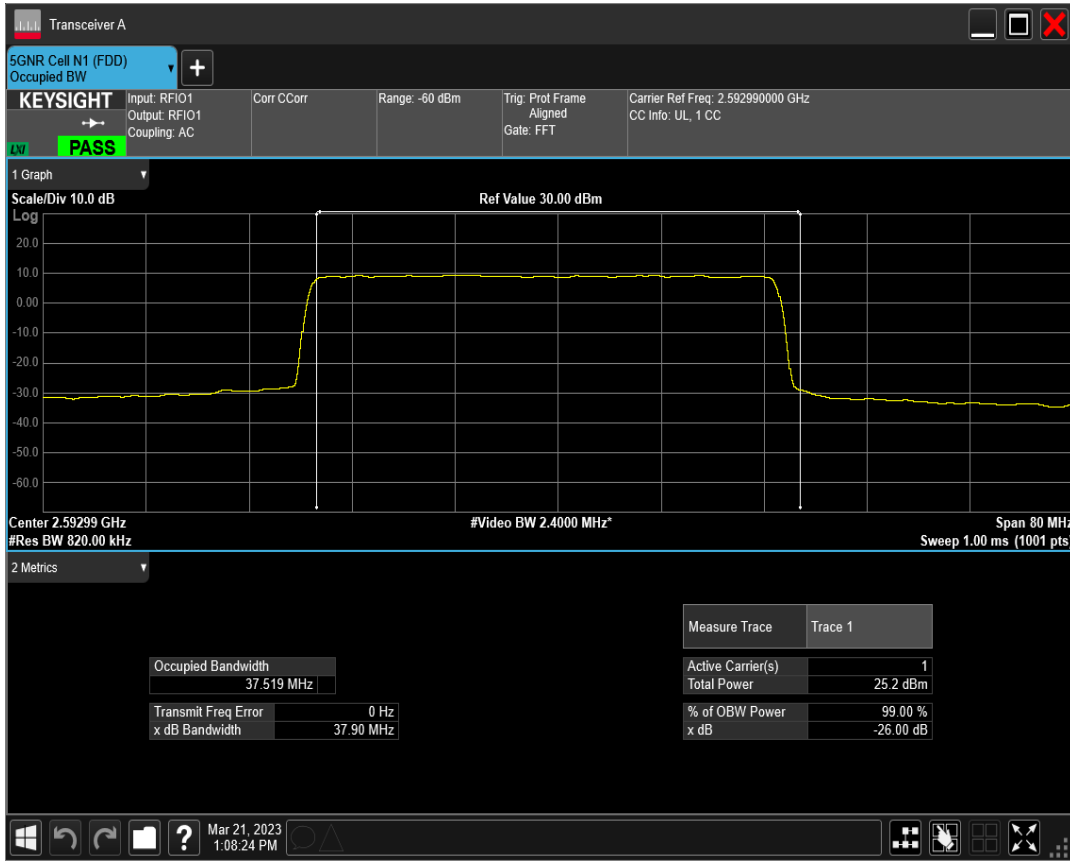 Transceiver A
5GNR Cell N1 (FDD)
Occupied BW
+
KEYSIGHT
LXI
PASS
Input: RFIO1
Output: RFIO1
Coupling: AC
Corr CCorr
Range: -60 dBm
Trig: Prot Frame
Aligned
Gate: FFT
Carrier Ref Freq: 2.592990000 GHz
CC Info: UL, 1 CC
1 Graph
Scale/Div 10.0 dB
Ref Value 30.00 dBm
Log
20.0
10.0
0.00
-10.0
-20.0
-30.0
-40.0
-50.0
-60.0
Center 2.59299 GHz
#Video BW 2.4000 MHz*
Span 80 MHz
#Res BW 820.00 kHz
Sweep 1.00 ms (1001 pts)
2 Metrics
Measure Trace Trace 1
Occupied Bandwidth
37.519 MHz
Transmit Freq Error 0 Hz
x dB Bandwidth 37.90 MHz
Active Carrier(s) 1
Total Power 25.2 dBm
% of OBW Power 99.00 %
x dB -26.00 dB
?
Mar 21, 2023
1:08:24 PM